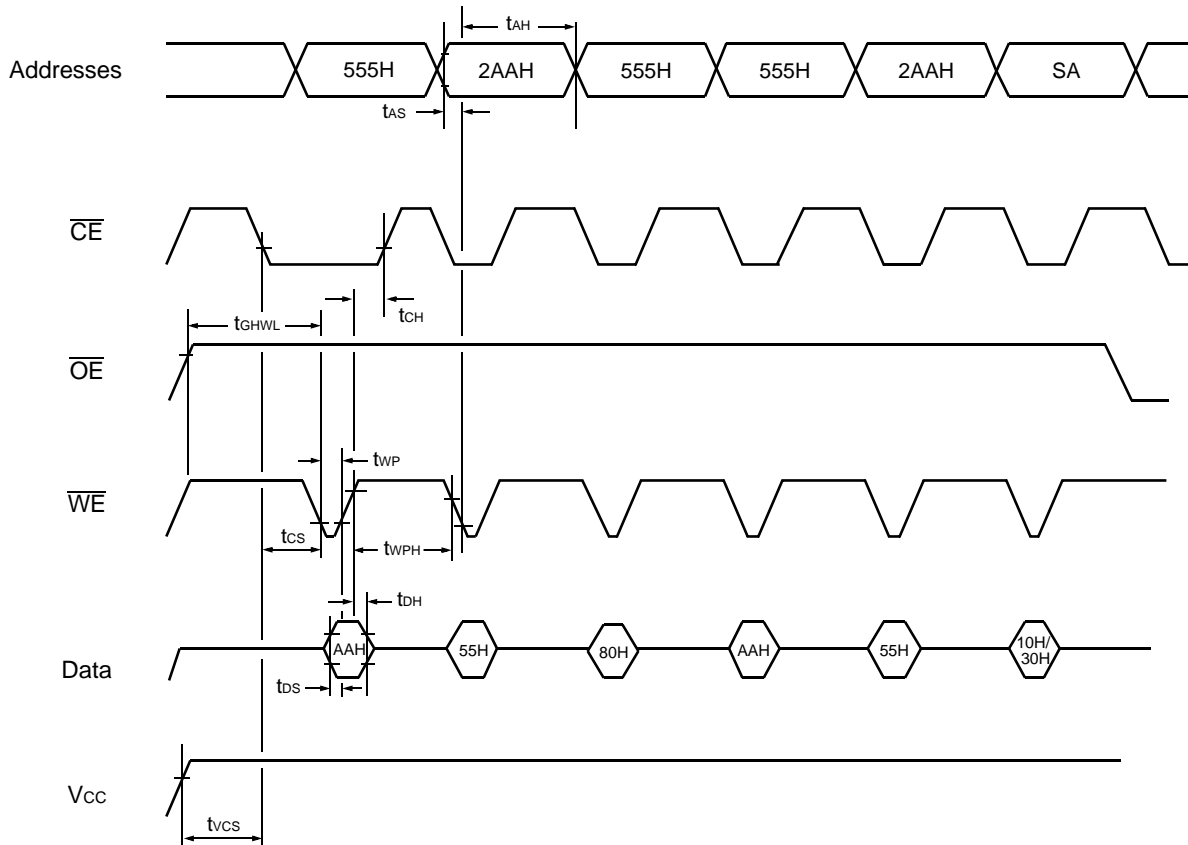 tAH
Addresses 555H 2AAH 555H 555H 2AAH SA
tAS
CE
tCH
tGHWL
OE
tWP
WE
tCS tWPH
tDH
Data AAH 55H 80H AAH 55H 10H/
30H
tDS
VCC
tVCS